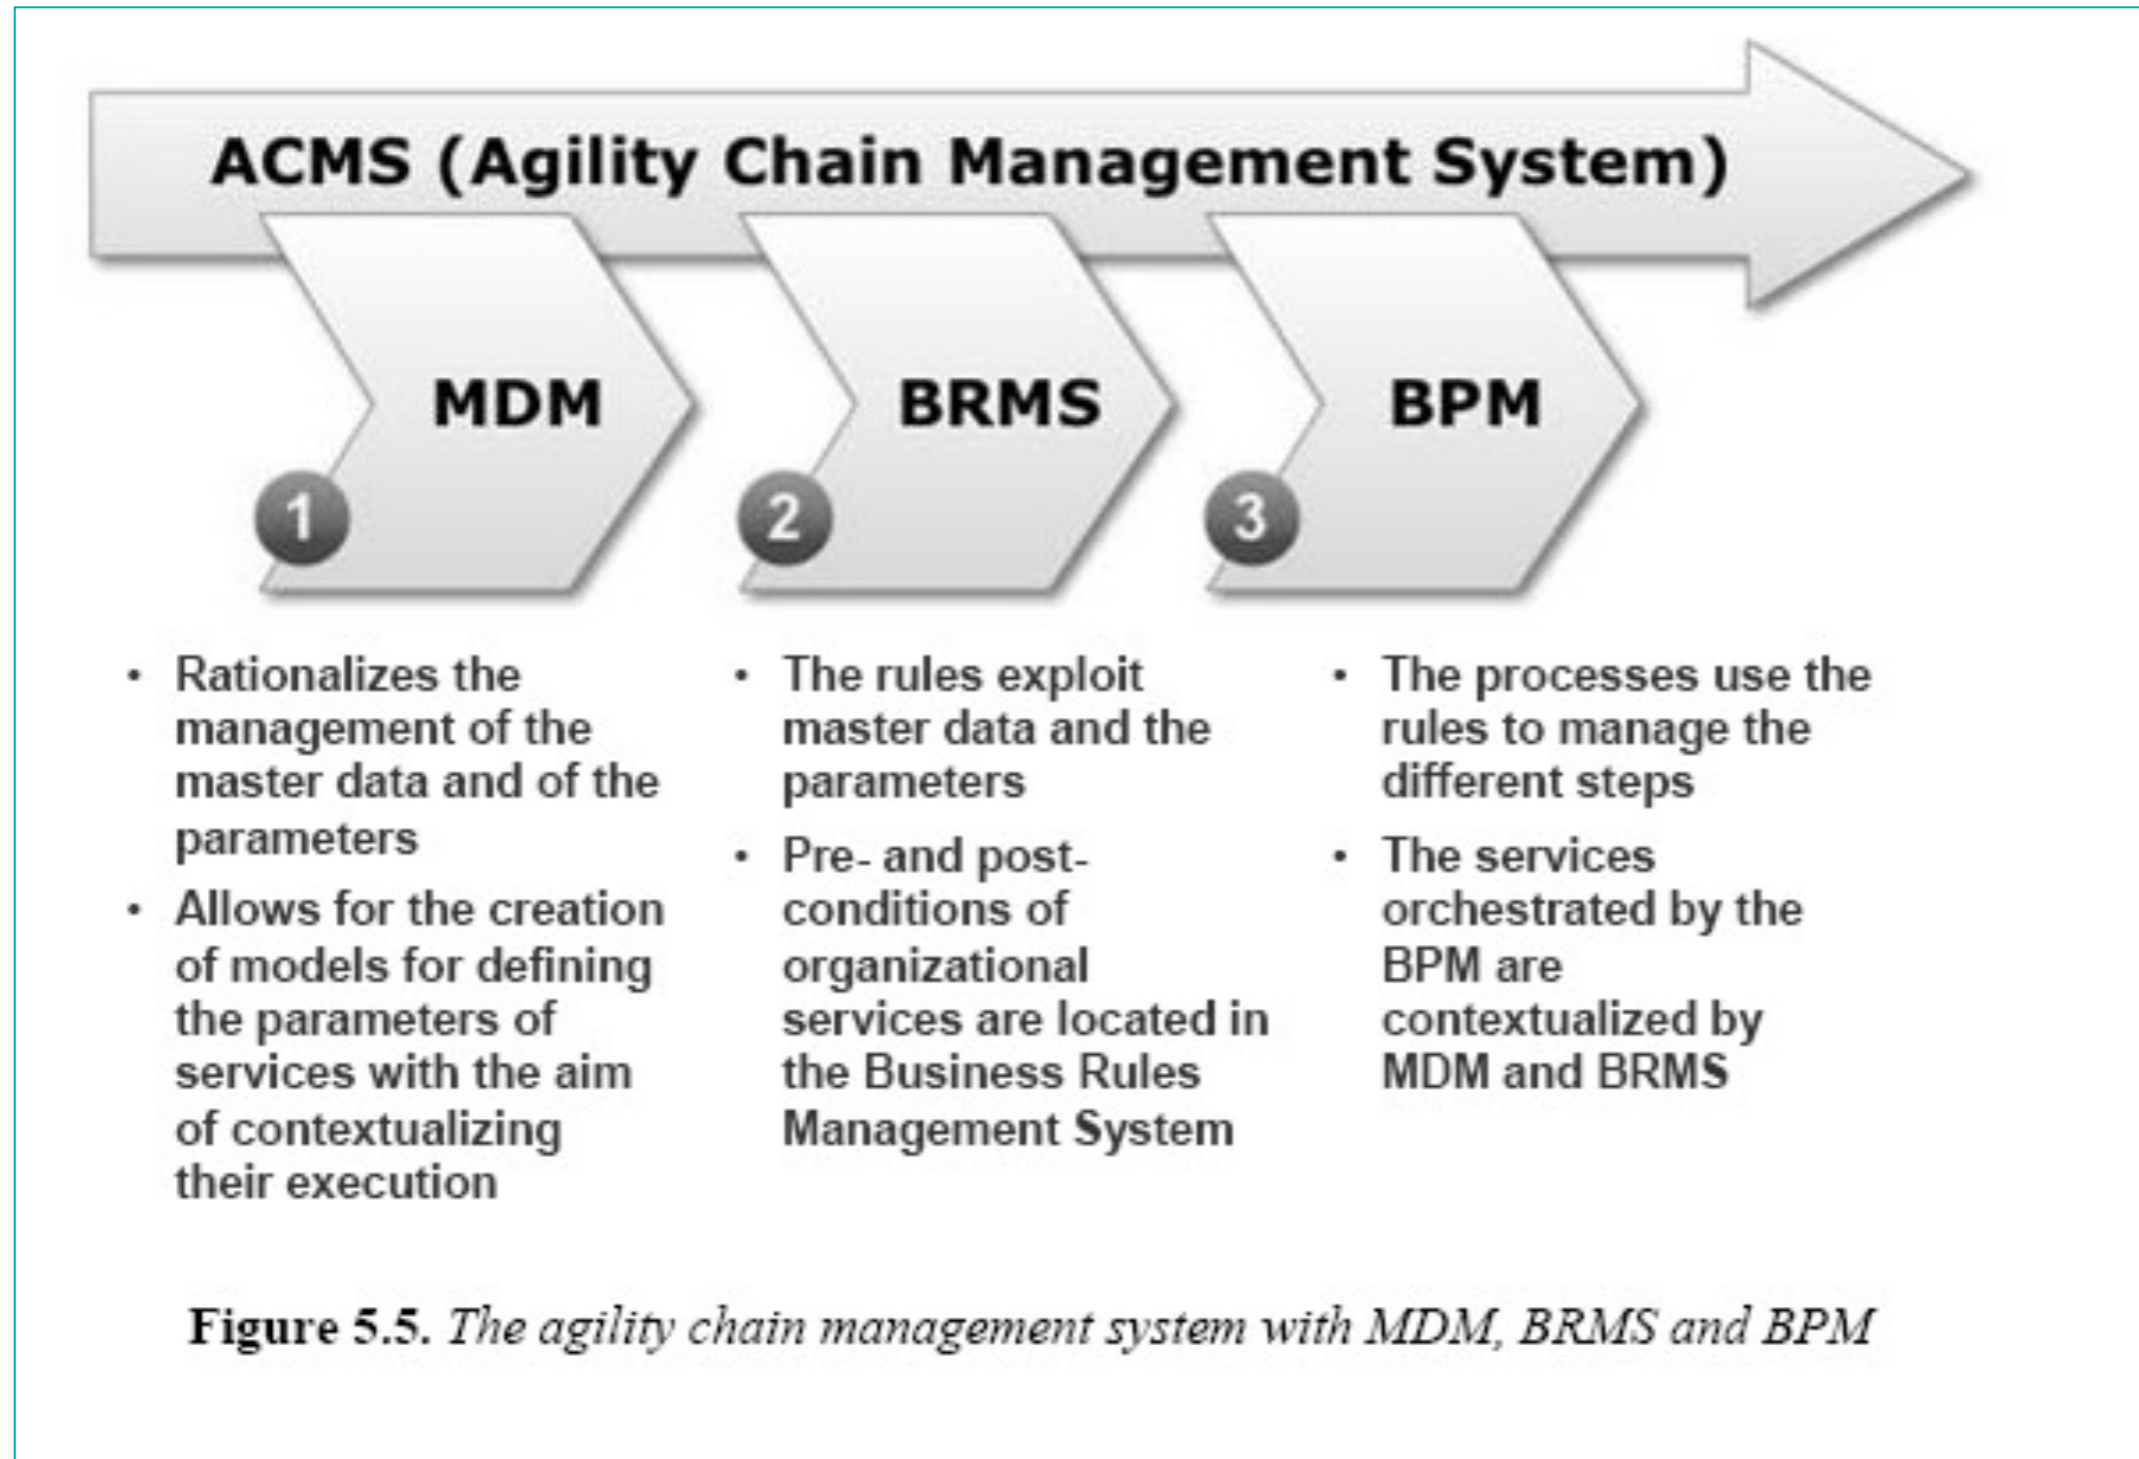 ACMS (Agility Chain Management System)
MDM
BRMS
BPM
1
2
3
• Rationalizes the
management of the
master data and of the
parameters
• Allows for the creation
of models for defining
the parameters of
services with the aim
of contextualizing
their execution
• The rules exploit
master data and the
parameters
• Pre- and post-
conditions of
organizational
services are located in
the Business Rules
Management System
• The processes use the
rules to manage the
different steps
• The services
orchestrated by the
BPM are
contextualized by
MDM and BRMS
Figure 5.5. The agility chain management system with MDM, BRMS and BPM